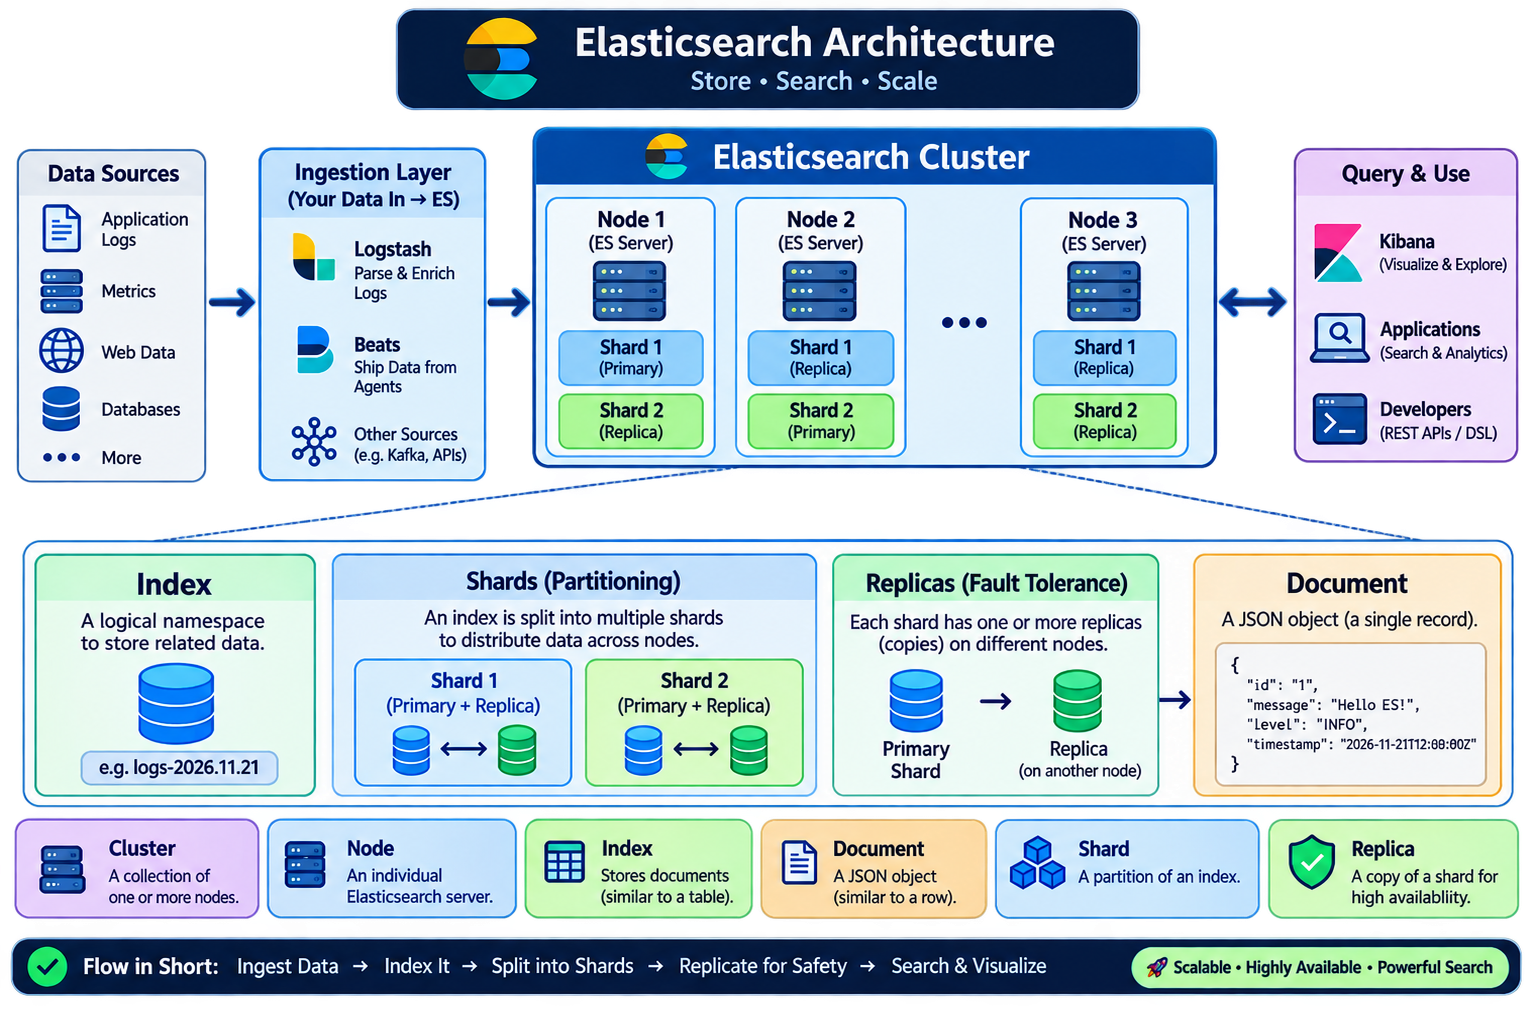 Elasticsearch Architecture
Store • Search • Scale
Data Sources
Application
Logs
Metrics
Web Data
Databases
••• More
Ingestion Layer
(Your Data In → ES)
Logstash
Parse & Enrich
Logs
Beats
Ship Data from
Agents
Other Sources
(e.g. Kafka, APIs)
Elasticsearch Cluster
Node 1
(ES Server)
Shard 1
(Primary)
Shard 2
(Replica)
Node 2
(ES Server)
Shard 1
(Replica)
Shard 2
(Primary)
•••
Node 3
(ES Server)
Shard 1
(Replica)
Shard 2
(Replica)
Query & Use
Kibana
(Visualize & Explore)
Applications
(Search & Analytics)
Developers
(REST APIs / DSL)
Index
A logical namespace
to store related data.
e.g. logs-2026.11.21
Shards (Partitioning)
An index is split into multiple shards
to distribute data across nodes.
Shard 1
(Primary + Replica)
Shard 2
(Primary + Replica)
Replicas (Fault Tolerance)
Each shard has one or more replicas
(copies) on different nodes.
Primary
Shard
→
Replica
(on another node)
Document
A JSON object (a single record).
{
"id": "1",
"message": "Hello ES!",
"level": "INFO",
"timestamp": "2026-11-21T12:00:00Z"
}
Cluster
A collection of
one or more nodes.
Node
An individual
Elasticsearch server.
Index
Stores documents
(similar to a table).
Document
A JSON object
(similar to a row).
Shard
A partition of an index.
Replica
A copy of a shard for
high availability.
Flow in Short: Ingest Data → Index It → Split into Shards → Replicate for Safety → Search & Visualize
🚀 Scalable • Highly Available • Powerful Search